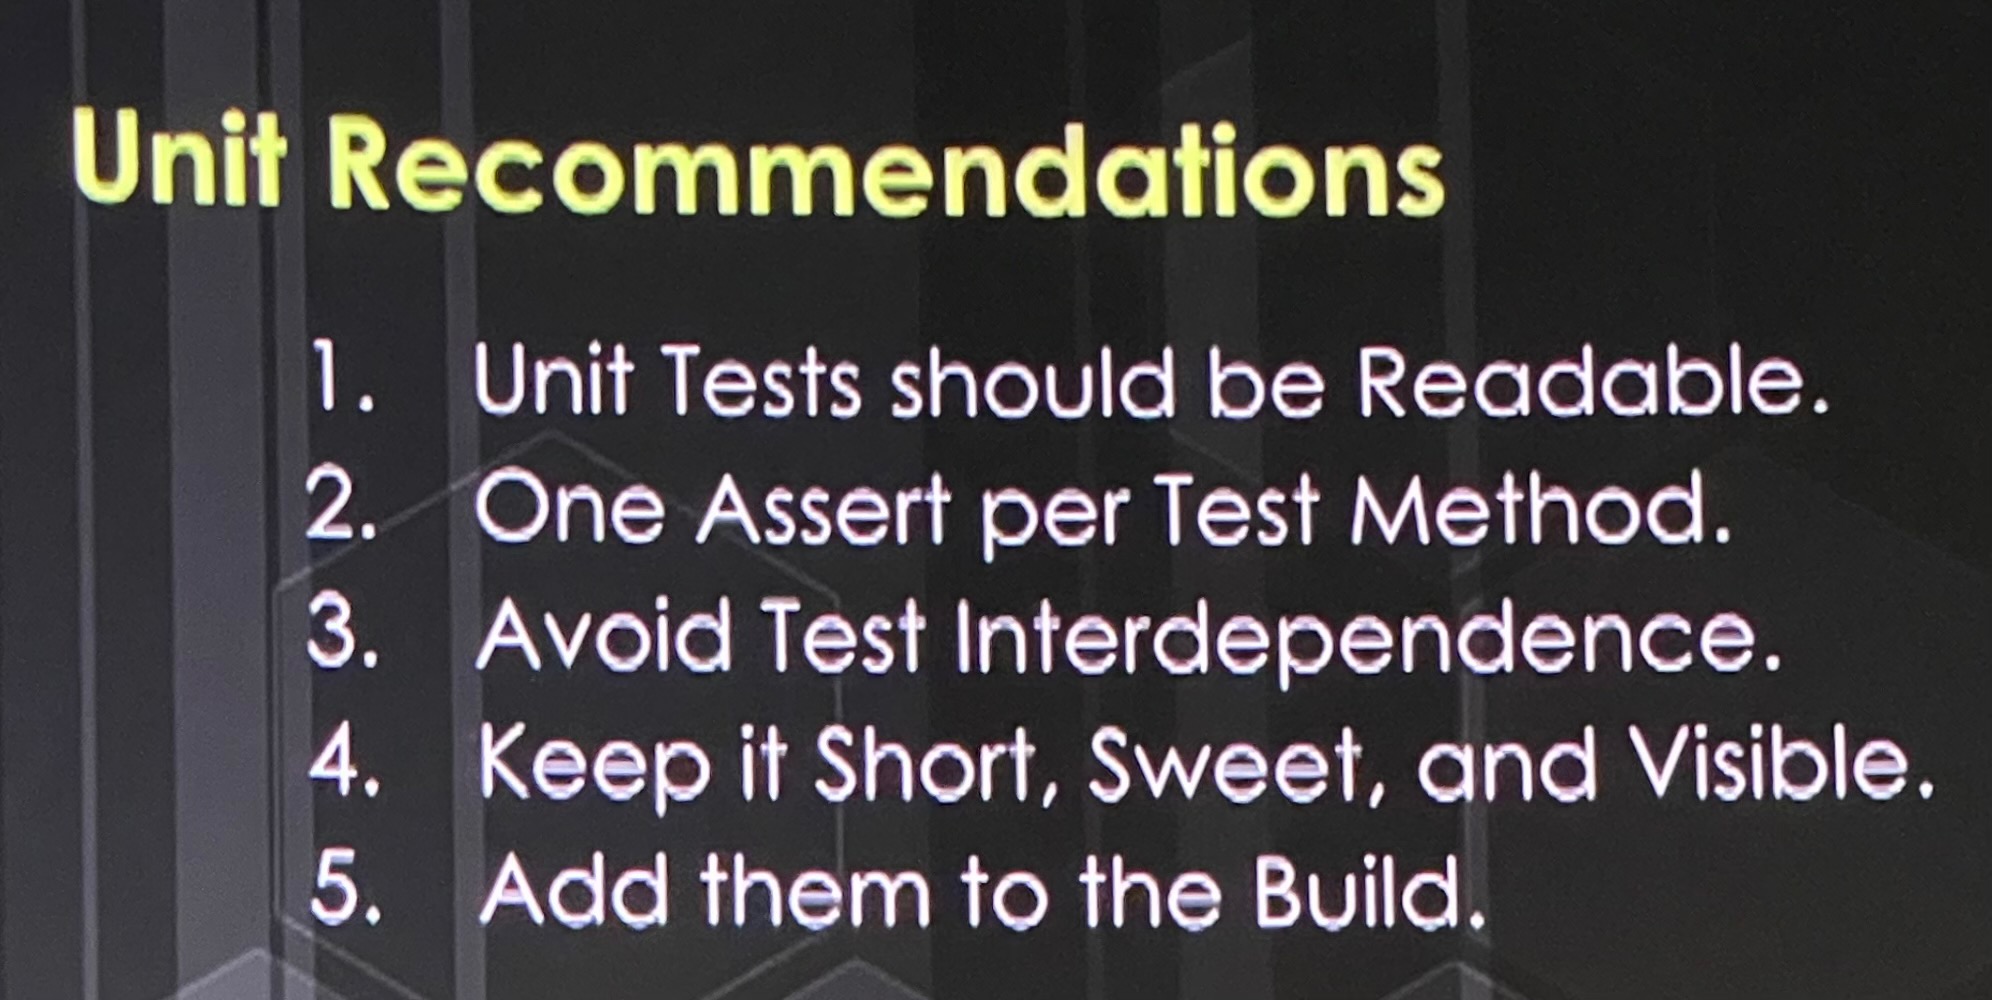 Unit Recommendations
1. Unit Tests should be Readable.
2. One Assert per Test Method.
3. Avoid Test Interdependence.
4. Keep it Short, Sweet, and Visible.
5. Add them to the Build.